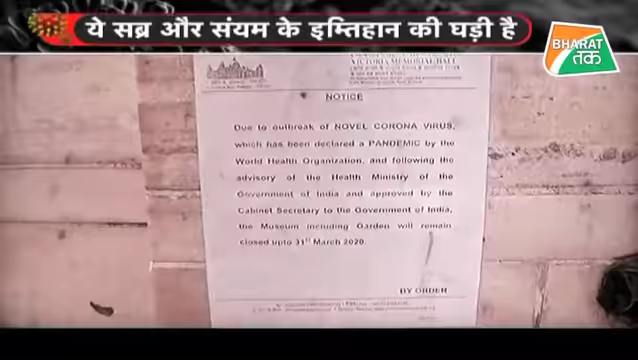 ये सब्र और संयम के इम्तिहान की घड़ी है
BHARAT
तक
VICTORIA MEMORIAL HALL
NOTICE
Due to outbreak of NOVEL CORONA VIRUS,
which has been declared a PANDEMIC by the
World Health Organization, and following the
advisory of the Health Ministry of the
Government of India and approved by the
Cabinet Secretary to the Government of India,
the Museum including Garden will remain
closed upto 31st March 2020.
BY ORDER